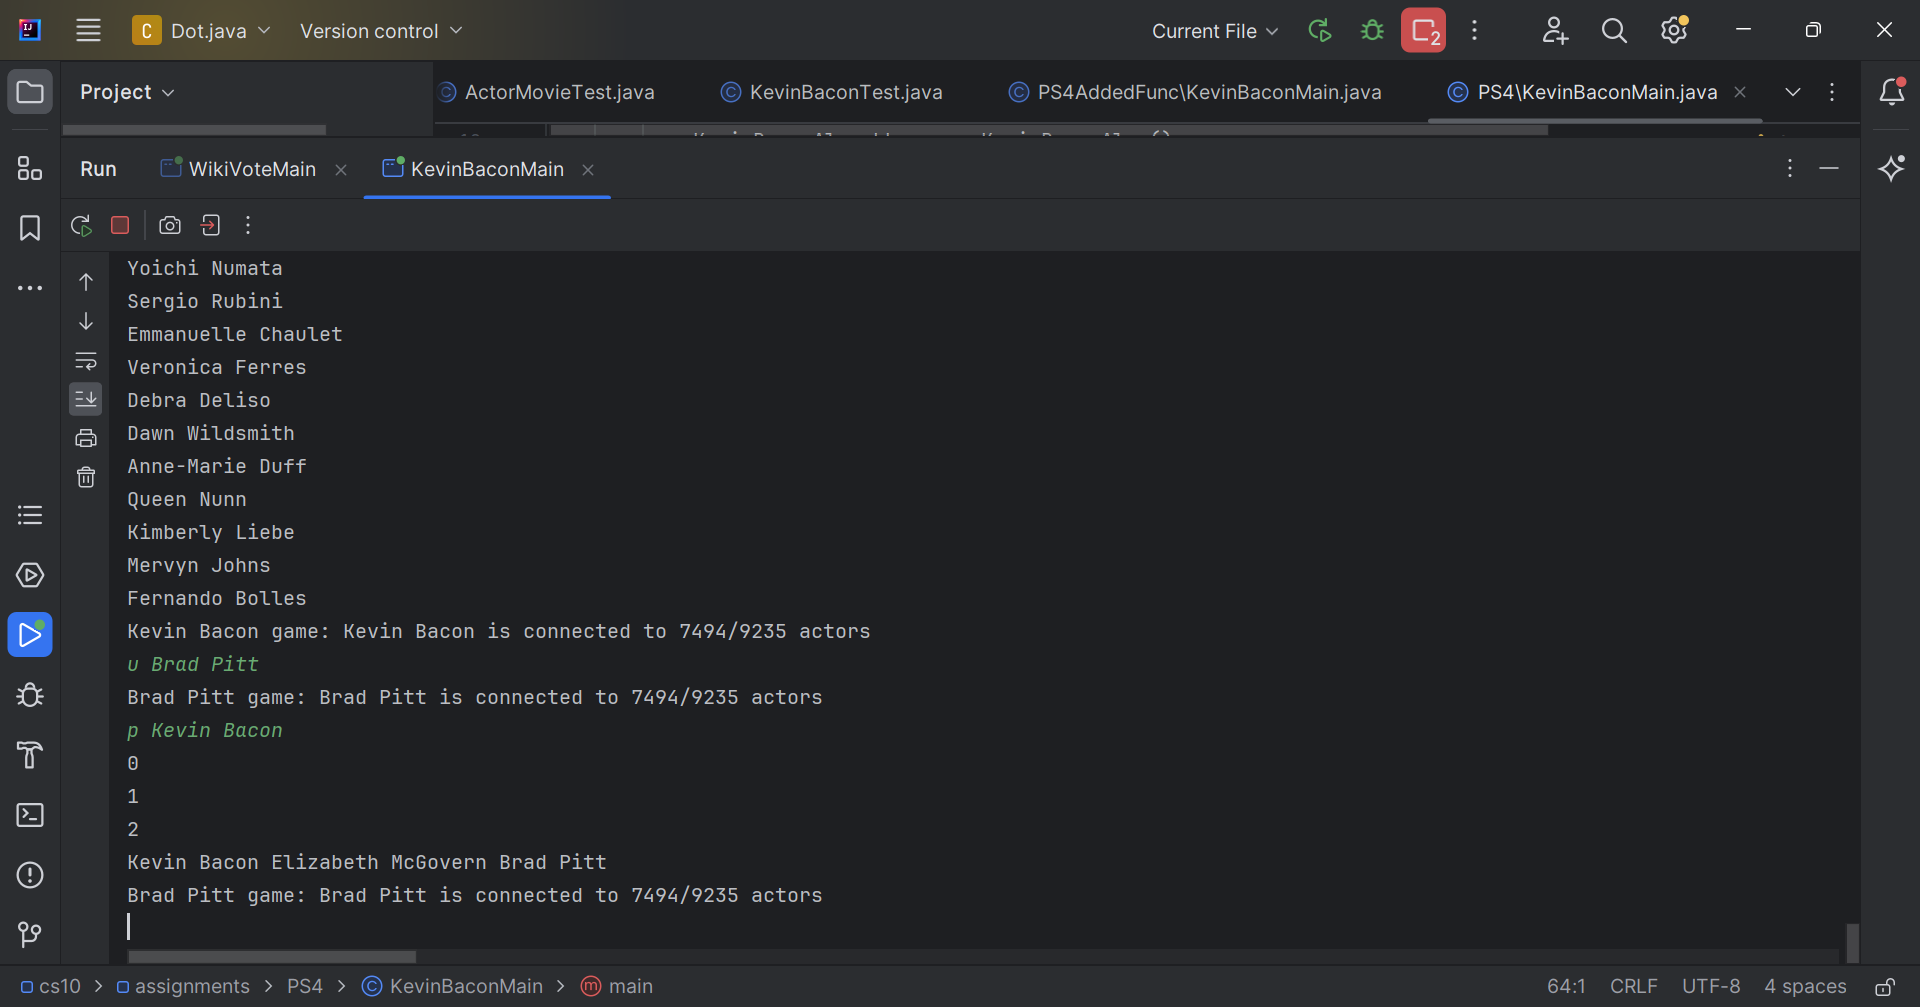 C Dot.java Version control Current File 2
Project ActorMovieTest.java KevinBaconTest.java PS4AddedFunc\KevinBaconMain.java PS4\KevinBaconMain.java
Run WikiVoteMain KevinBaconMain
Yoichi Numata
Sergio Rubini
Emmanuelle Chaulet
Veronica Ferres
Debra Deliso
Dawn Wildsmith
Anne-Marie Duff
Queen Nunn
Kimberly Liebe
Mervyn Johns
Fernando Bolles
Kevin Bacon game: Kevin Bacon is connected to 7494/9235 actors
u Brad Pitt
Brad Pitt game: Brad Pitt is connected to 7494/9235 actors
p Kevin Bacon
0
1
2
Kevin Bacon Elizabeth McGovern Brad Pitt
Brad Pitt game: Brad Pitt is connected to 7494/9235 actors
cs10 > assignments > PS4 > KevinBaconMain > main 64:1 CRLF UTF-8 4 spaces